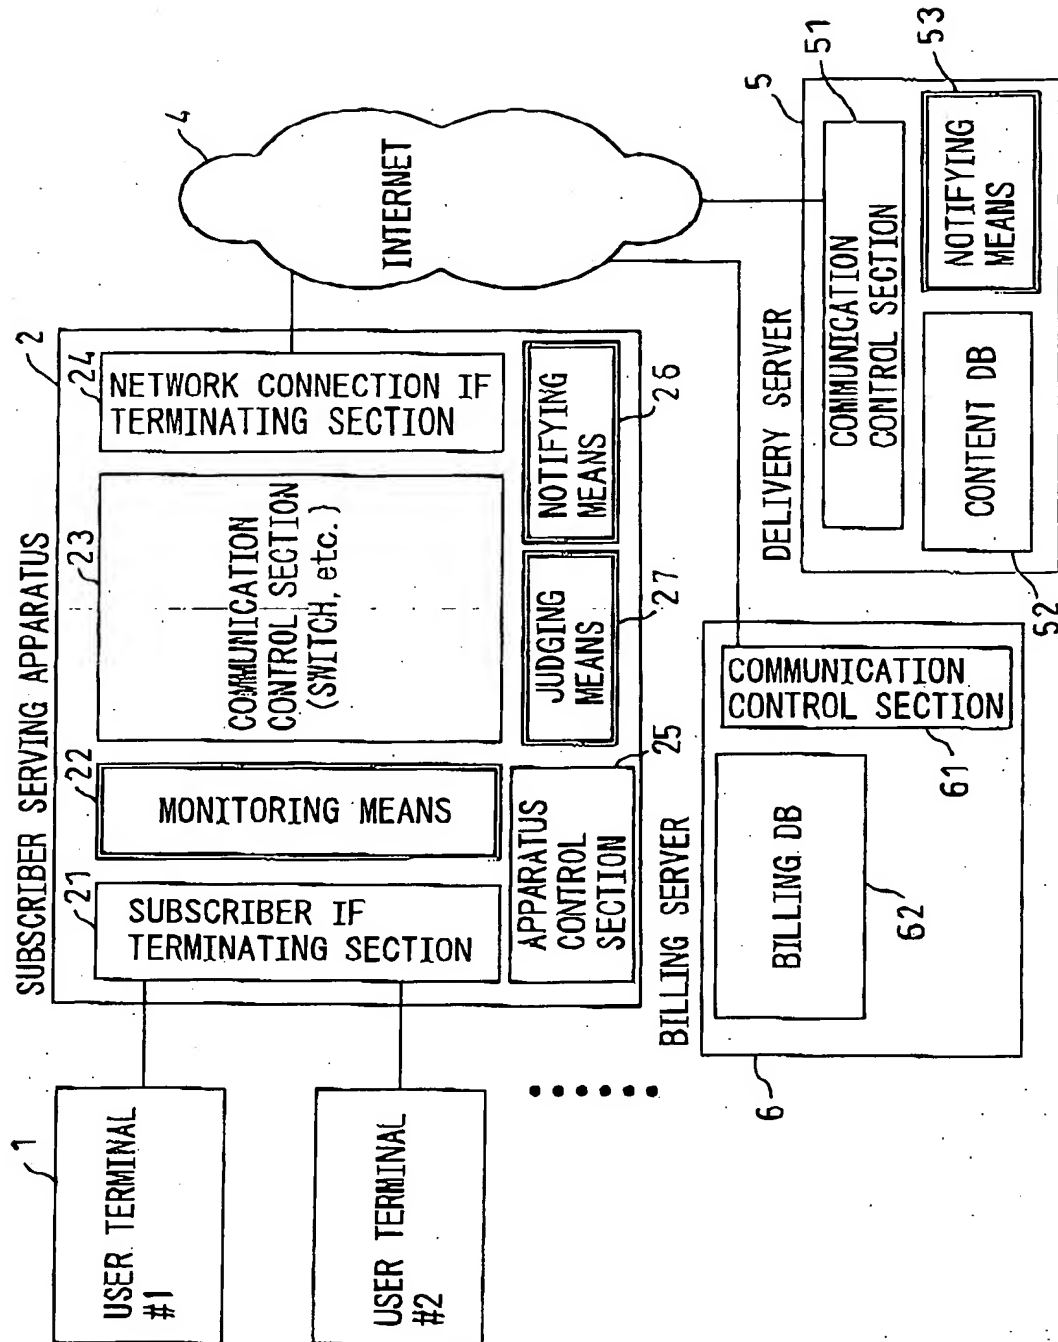 1
USER TERMINAL
#1
USER TERMINAL
#2
SUBSCRIBER SERVING APPARATUS
2
21
SUBSCRIBER IF
TERMINATING SECTION
22
MONITORING MEANS
23
COMMUNICATION
CONTROL SECTION
(SWITCH, etc.)
24
NETWORK CONNECTION IF
TERMINATING SECTION
APPARATUS
CONTROL
SECTION
25
JUDGING
MEANS
27
NOTIFYING
MEANS
26
4
INTERNET
BILLING SERVER
6
BILLING DB
62
COMMUNICATION
CONTROL SECTION
61
DELIVERY SERVER
5
COMMUNICATION
CONTROL SECTION
51
CONTENT DB
52
NOTIFYING
MEANS
53